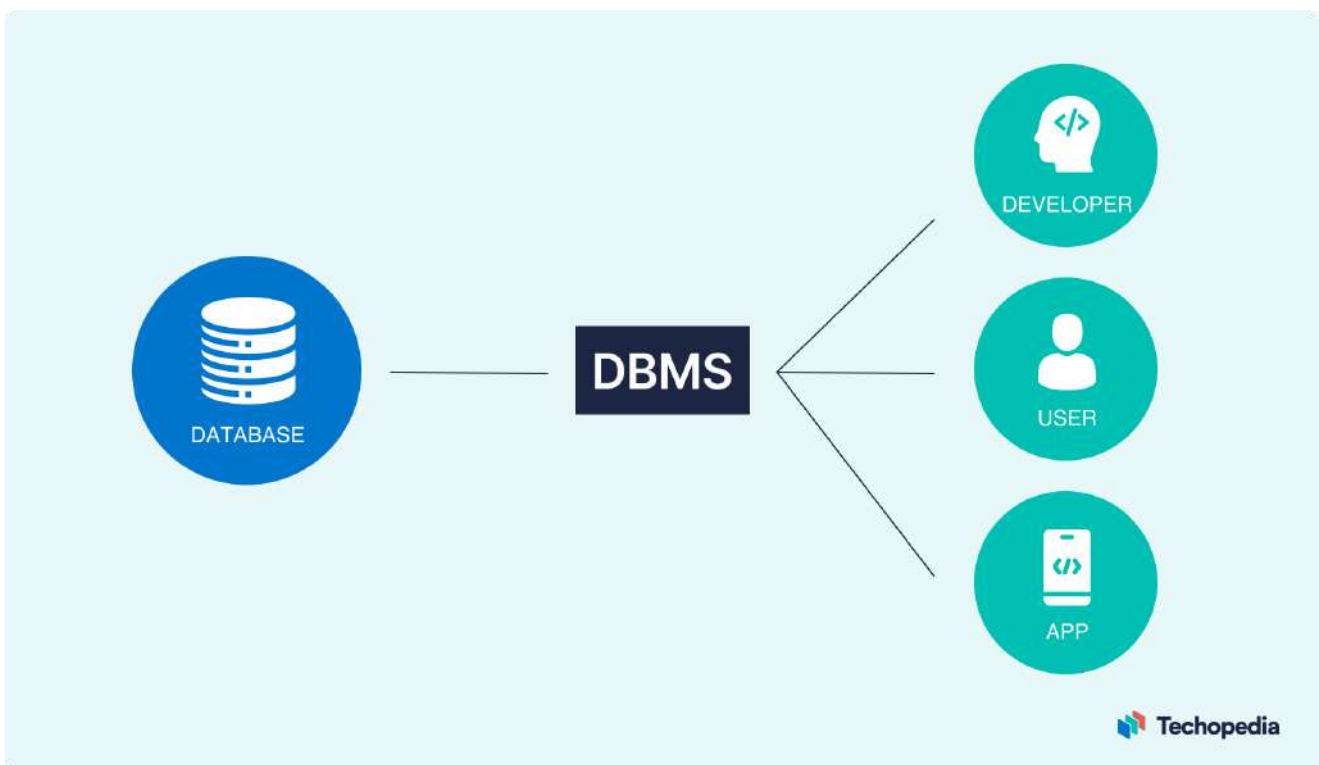 DATABASE
DBMS
</>
DEVELOPER
USER
</>
APP
Techopedia